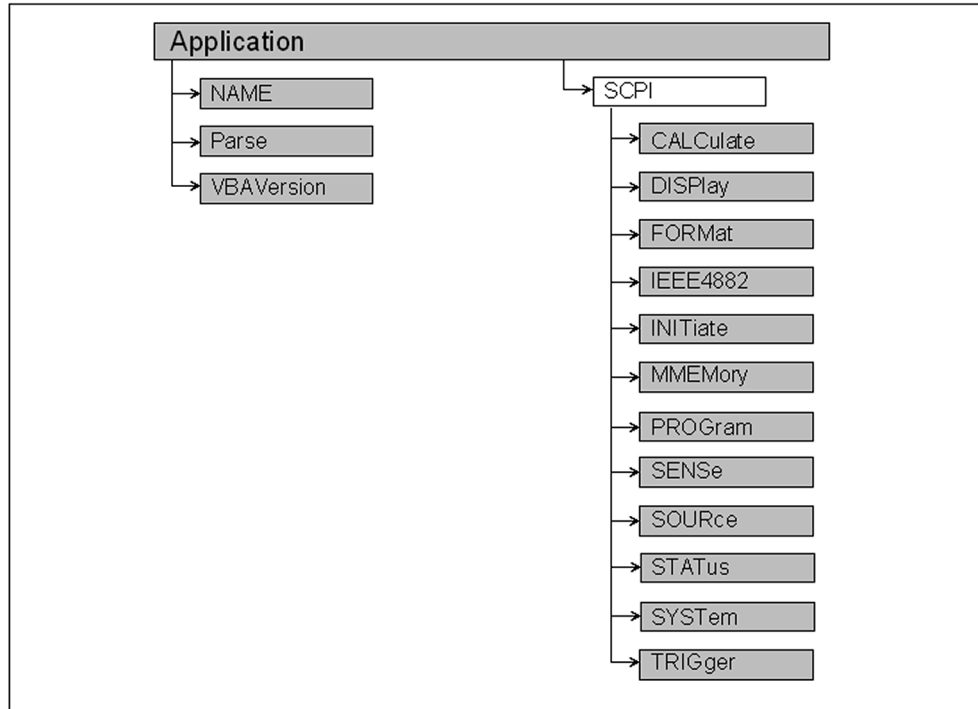 Application
NAME
Parse
VBAVersion
SCPI
CALCulate
DISPlay
FORMat
IEEE4882
INITiate
MMEMory
PROGram
SENSe
SOURce
STATus
SYSTem
TRIGger